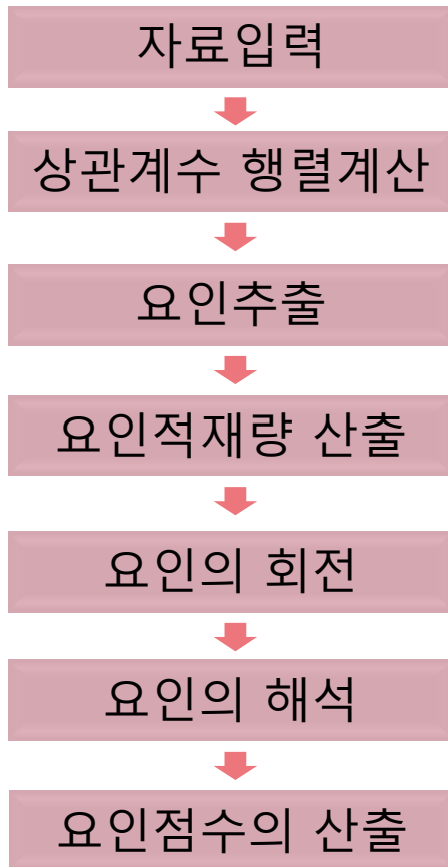 자료입력
상관계수 행렬계산
요인추출
요인적재량 산출
요인의 회전
요인의 해석
요인점수의 산출